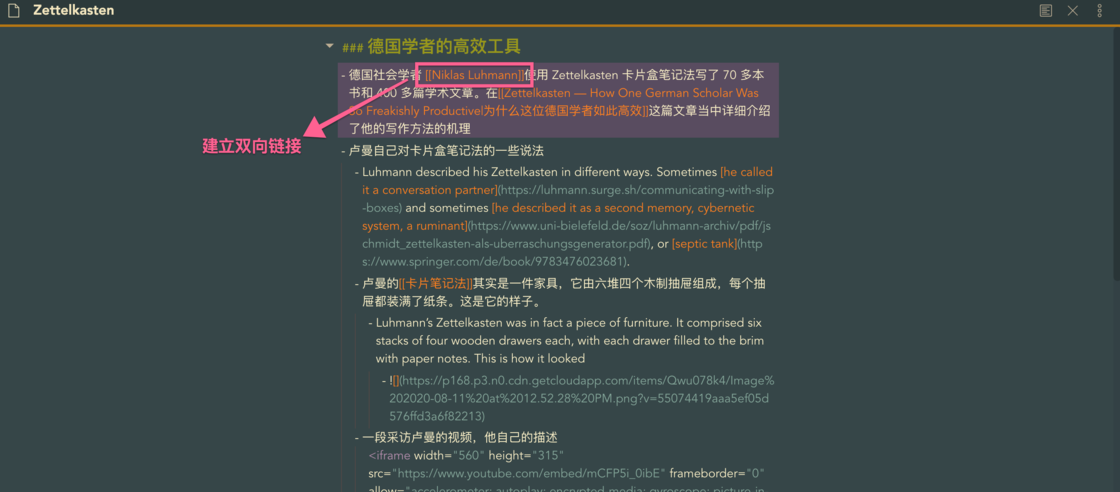 Zettelkasten
### 德国学者的高效工具
- 德国社会学者 [[Niklas Luhmann]]使用 Zettelkasten 卡片盒笔记法写了 70 多本
书和 400 多篇学术文章。在[[Zettelkasten — How One German Scholar Was
So Freakishly Productive|为什么这位德国学者如此高效]]这篇文章当中详细介绍
了他的写作方法的机理
建立双向链接
- 卢曼自己对卡片盒笔记法的一些说法
- Luhmann described his Zettelkasten in different ways. Sometimes [he called
it a conversation partner](https://luhmann.surge.sh/communicating-with-slip
-boxes) and sometimes [he described it as a second memory, cybernetic
system, a ruminant](https://www.uni-bielefeld.de/soz/luhmann-archiv/pdf/js
chmidt_zettelkasten-als-uberraschungsgenerator.pdf), or [septic tank](http
s://www.springer.com/de/book/9783476023681).
- 卢曼的[[卡片笔记法]]其实是一件家具，它由六堆四个木制抽屉组成，每个抽
屉都装满了纸条。这是它的样子。
- Luhmann’s Zettelkasten was in fact a piece of furniture. It comprised six
stacks of four wooden drawers each, with each drawer filled to the brim
with paper notes. This is how it looked
- ![](https://p168.p3.n0.cdn.getcloudapp.com/items/Qwu078k4/Image%
202020-08-11%20at%2012.52.28%20PM.png?v=55074419aaa5ef05d
576ffd3a6f82213)
- 一段采访卢曼的视频，他自己的描述
<iframe width="560" height="315"
src="https://www.youtube.com/embed/mCFP5i_0ibE" frameborder="0"
allow="accelerometer; autoplay; encrypted-media; gyroscope; picture-in